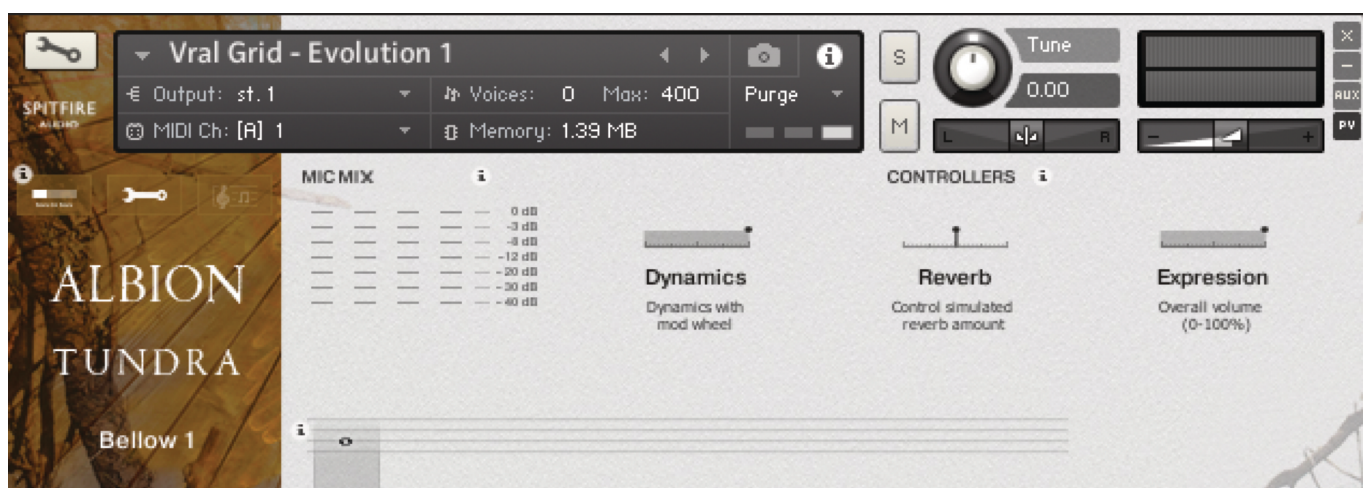 Vral Grid - Evolution 1
S
Tune
X
SPITFIRE
AUDIO
Output: st.1
Voices: 0 Max: 400
Purge
0.00
AUX
MIDI Ch: [A] 1
Memory: 1.39 MB
M
L
R
-
+
PV
MIC MIX
CONTROLLERS
0 dB
-3 dB
-8 dB
-12 dB
-20 dB
-30 dB
-40 dB
Dynamics
Dynamics with
mod wheel
Reverb
Control simulated
reverb amount
Expression
Overall volume
(0-100%)
ALBION
TUNDRA
Bellow 1